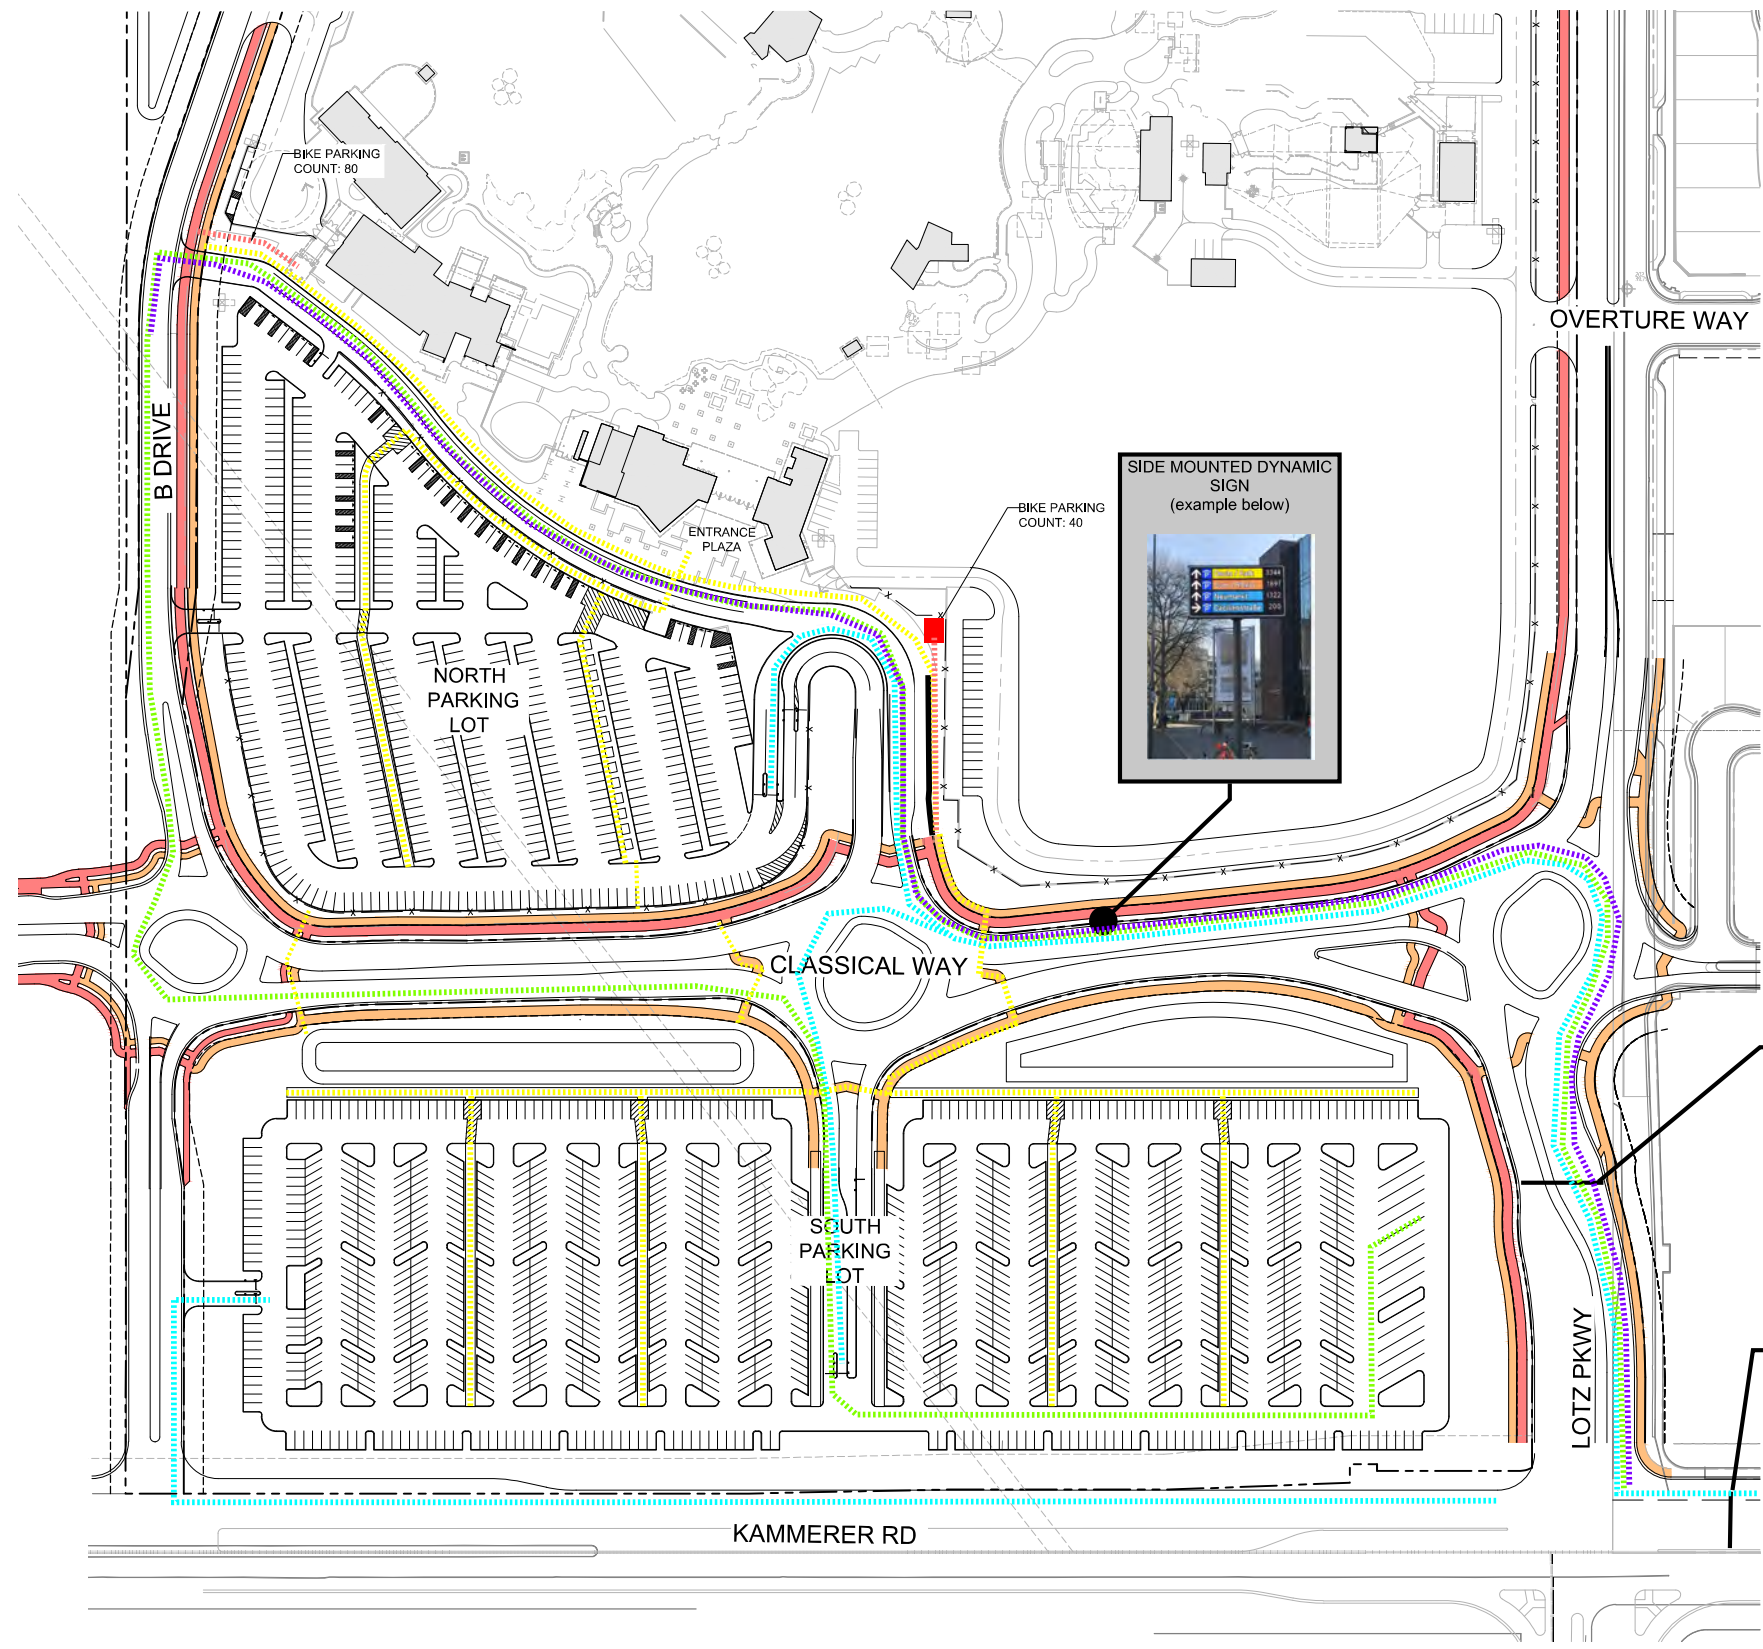 BIKE PARKING
COUNT: 80
OVERTURE WAY
B DRIVE
SIDE MOUNTED DYNAMIC
SIGN
(example below)
BIKE PARKING
COUNT: 40
ENTRANCE
PLAZA
NORTH
PARKING
LOT
CLASSICAL WAY
SOUTH
PARKING
LOT
LOTZ PKWY
KAMMERER RD